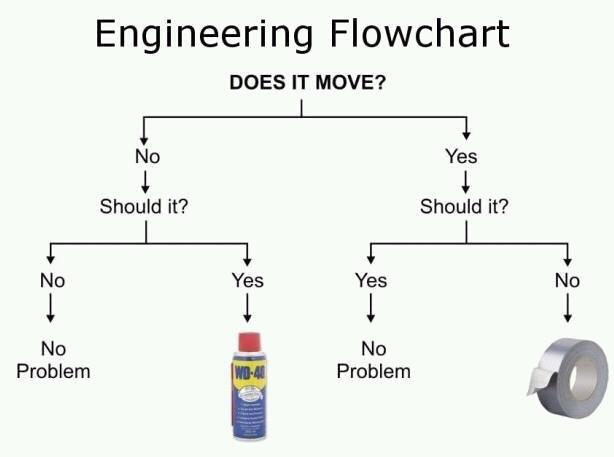 Engineering Flowchart
DOES IT MOVE?
No
Yes
Should it?
Should it?
No
Yes
Yes
No
No
Problem
No
Problem
WD-40